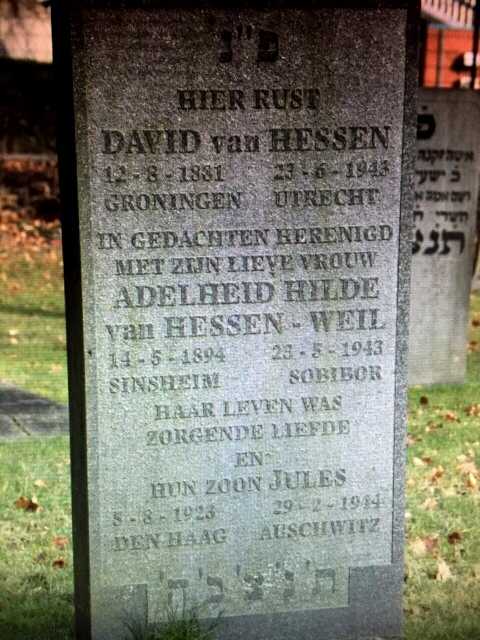 פ״נ
HIER RUST
DAVID van HESSEN
12-8-1881 23-6-1943
GRONINGEN UTRECHT
IN GEDACHTEN HERENIGD
MET ZIJN LIEVE VROUW
ADELHEID HILDE
van HESSEN - WEIL
14-5-1894 23-5-1943
SINSHEIM SOBIBOR
HAAR LEVEN WAS
ZORGENDE LIEFDE
EN
HUN ZOON JULES
5-8-1923 29-2-1944
DEN HAAG AUSCHWITZ
ת׳נ׳צ׳ב׳ה׳